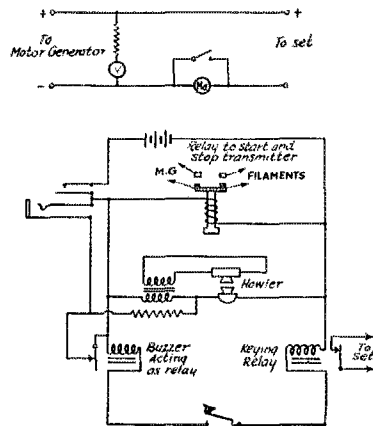 + +
To
Motor Generator
To set
V
Ma
-
Relay to start and
stop transmitter
M.G FILAMENTS
Howler
Buzzer
Acting
as relay
Keying
Relay
To
set